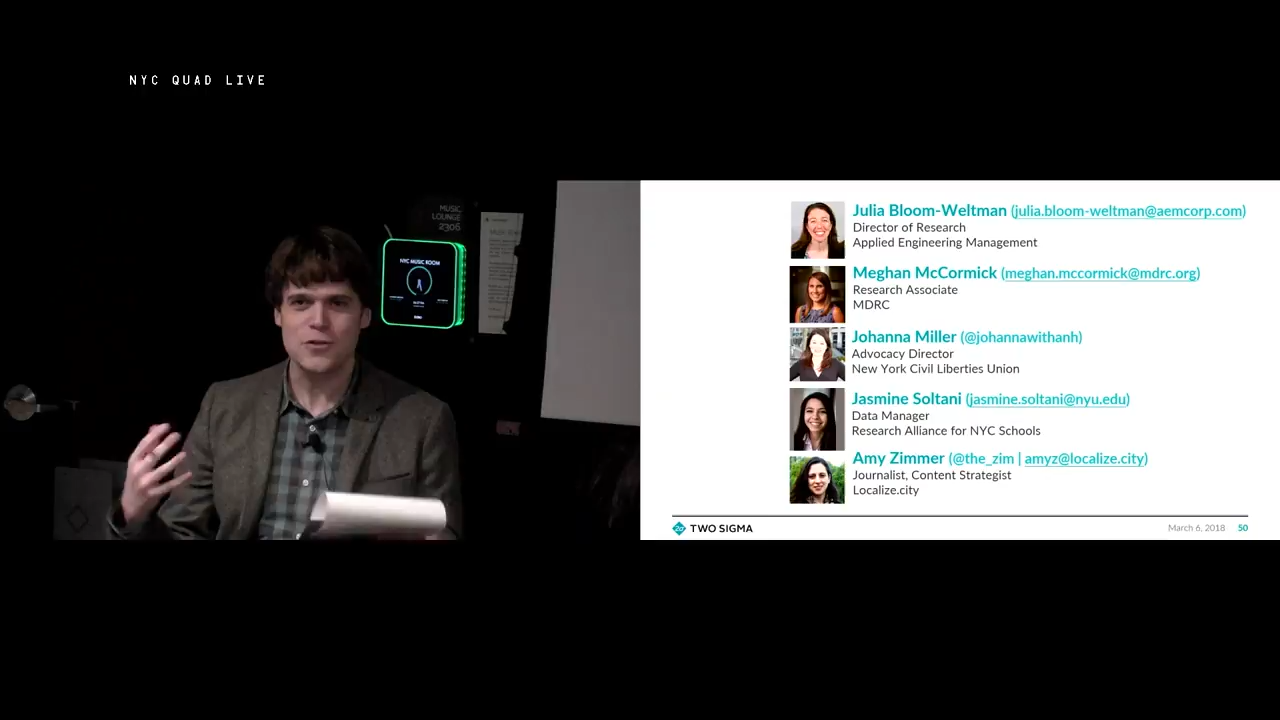 NYC QUAD LIVE
MUSIC
LOUNGE
2306
NYC MUSIC ROOM
Julia Bloom-Weltman (julia.bloom-weltman@aemcorp.com)
Director of Research
Applied Engineering Management
Meghan McCormick (meghan.mccormick@mdrc.org)
Research Associate
MDRC
Johanna Miller (@johannawithanh)
Advocacy Director
New York Civil Liberties Union
Jasmine Soltani (jasmine.soltani@nyu.edu)
Data Manager
Research Alliance for NYC Schools
Amy Zimmer (@the_zim | amyz@localize.city)
Journalist, Content Strategist
Localize.city
TWO SIGMA
March 6, 2018 50